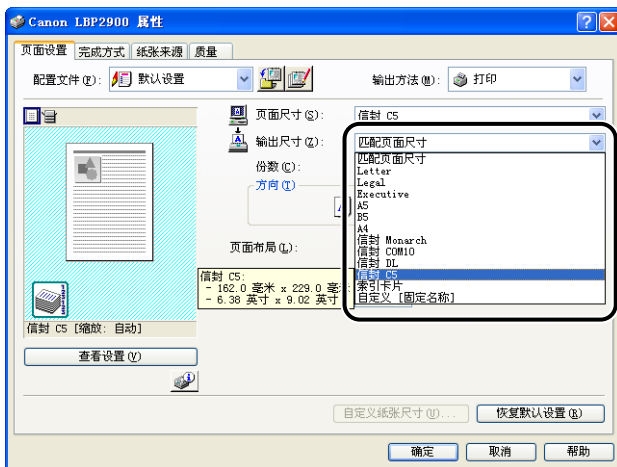 Canon LBP2900 属性
页面设置 完成方式 纸张来源 质量
配置文件(F): 默认设置 输出方法(M): 打印
页面尺寸(S): 信封 C5
输出尺寸(Z): 匹配页面尺寸
匹配页面尺寸
Letter
Legal
Executive
A5
B5
A4
信封 Monarch
信封 COM10
信封 DL
信封 C5
索引卡片
自定义 [固定名称]
份数(C):
方向(T)
A
页面布局(L):
信封 C5:
- 162.0 毫米 x 229.0 毫
- 6.38 英寸 x 9.02 英寸
信封 C5 [缩放: 自动]
查看设置(V)
自定义纸张尺寸(U)... 恢复默认设置(R)
确定 取消 帮助